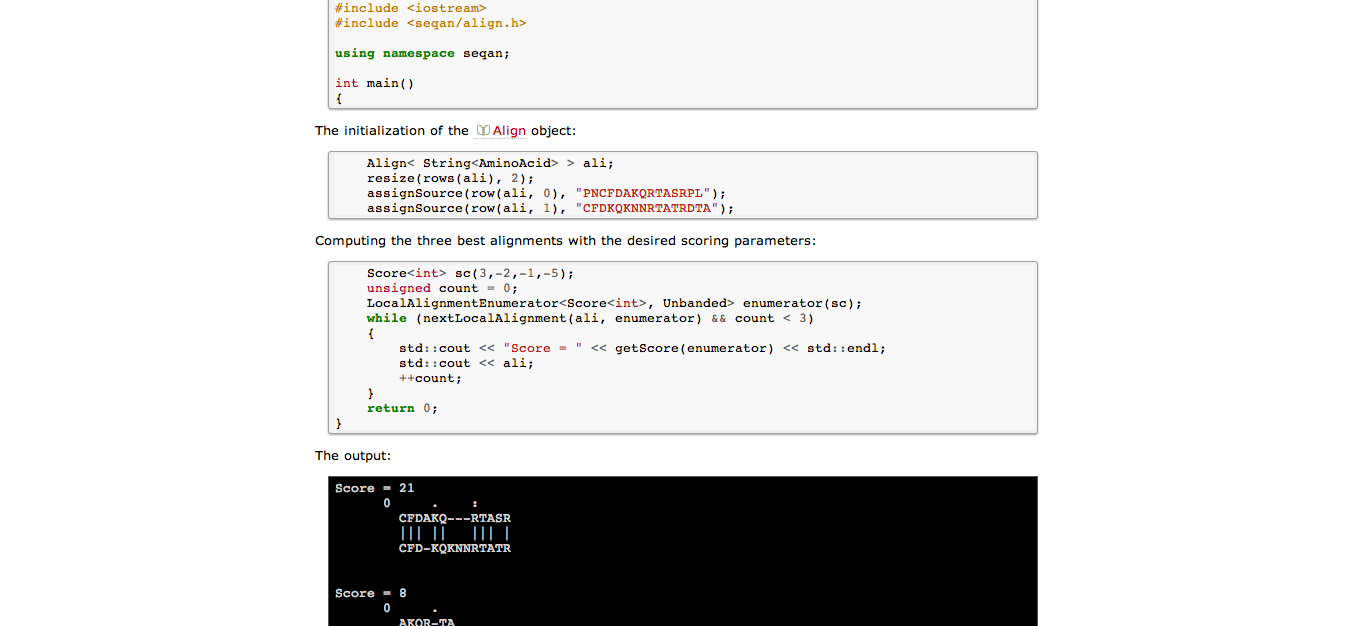 #include <iostream>
#include <seqan/align.h>
using namespace seqan;
int main()
{
The initialization of the Align object:
Align< String<AminoAcid> > ali;
resize(rows(ali), 2);
assignSource(row(ali, 0), "PNCFDAKQRTASRPL");
assignSource(row(ali, 1), "CFDKQKNNRTATRDTA");
Computing the three best alignments with the desired scoring parameters:
Score<int> sc(3,-2,-1,-5);
unsigned count = 0;
LocalAlignmentEnumerator<Score<int>, Unbanded> enumerator(sc);
while (nextLocalAlignment(ali, enumerator) && count < 3)
{
std::cout << "Score = " << getScore(enumerator) << std::endl;
std::cout << ali;
++count;
}
return 0;
}
The output:
Score = 21
0 . :
CFDAKQ---RTASR
||| || ||| |
CFD-KQKNNRTATR
Score = 8
0 .
AKQR-TA